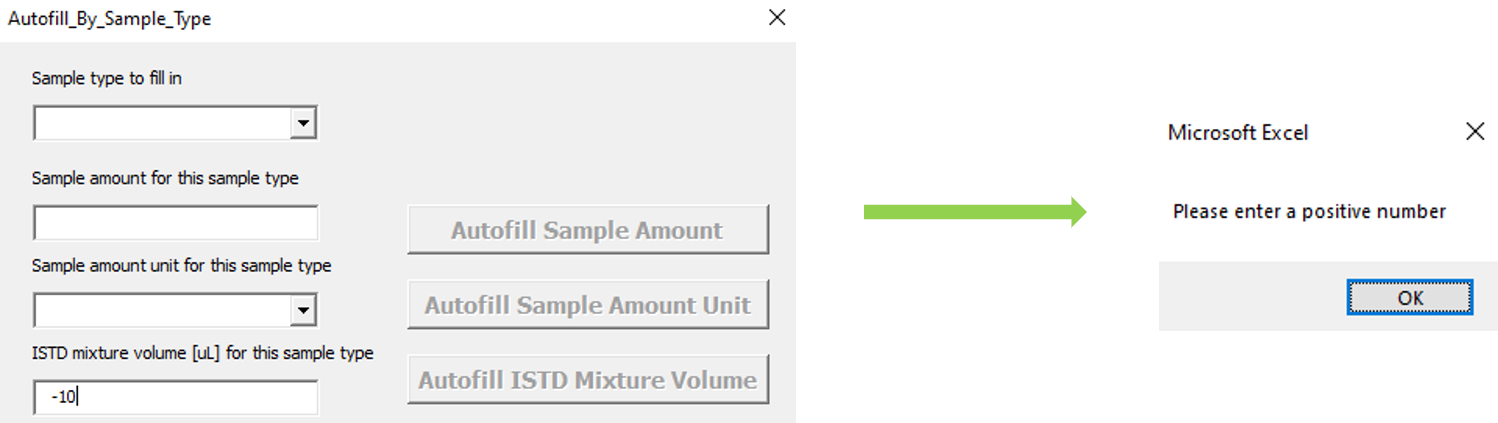 Autofill_By_Sample_Type
Sample type to fill in
Sample amount for this sample type
Autofill Sample Amount
Sample amount unit for this sample type
Autofill Sample Amount Unit
ISTD mixture volume [uL] for this sample type
Autofill ISTD Mixture Volume
-10
Microsoft Excel
Please enter a positive number
OK